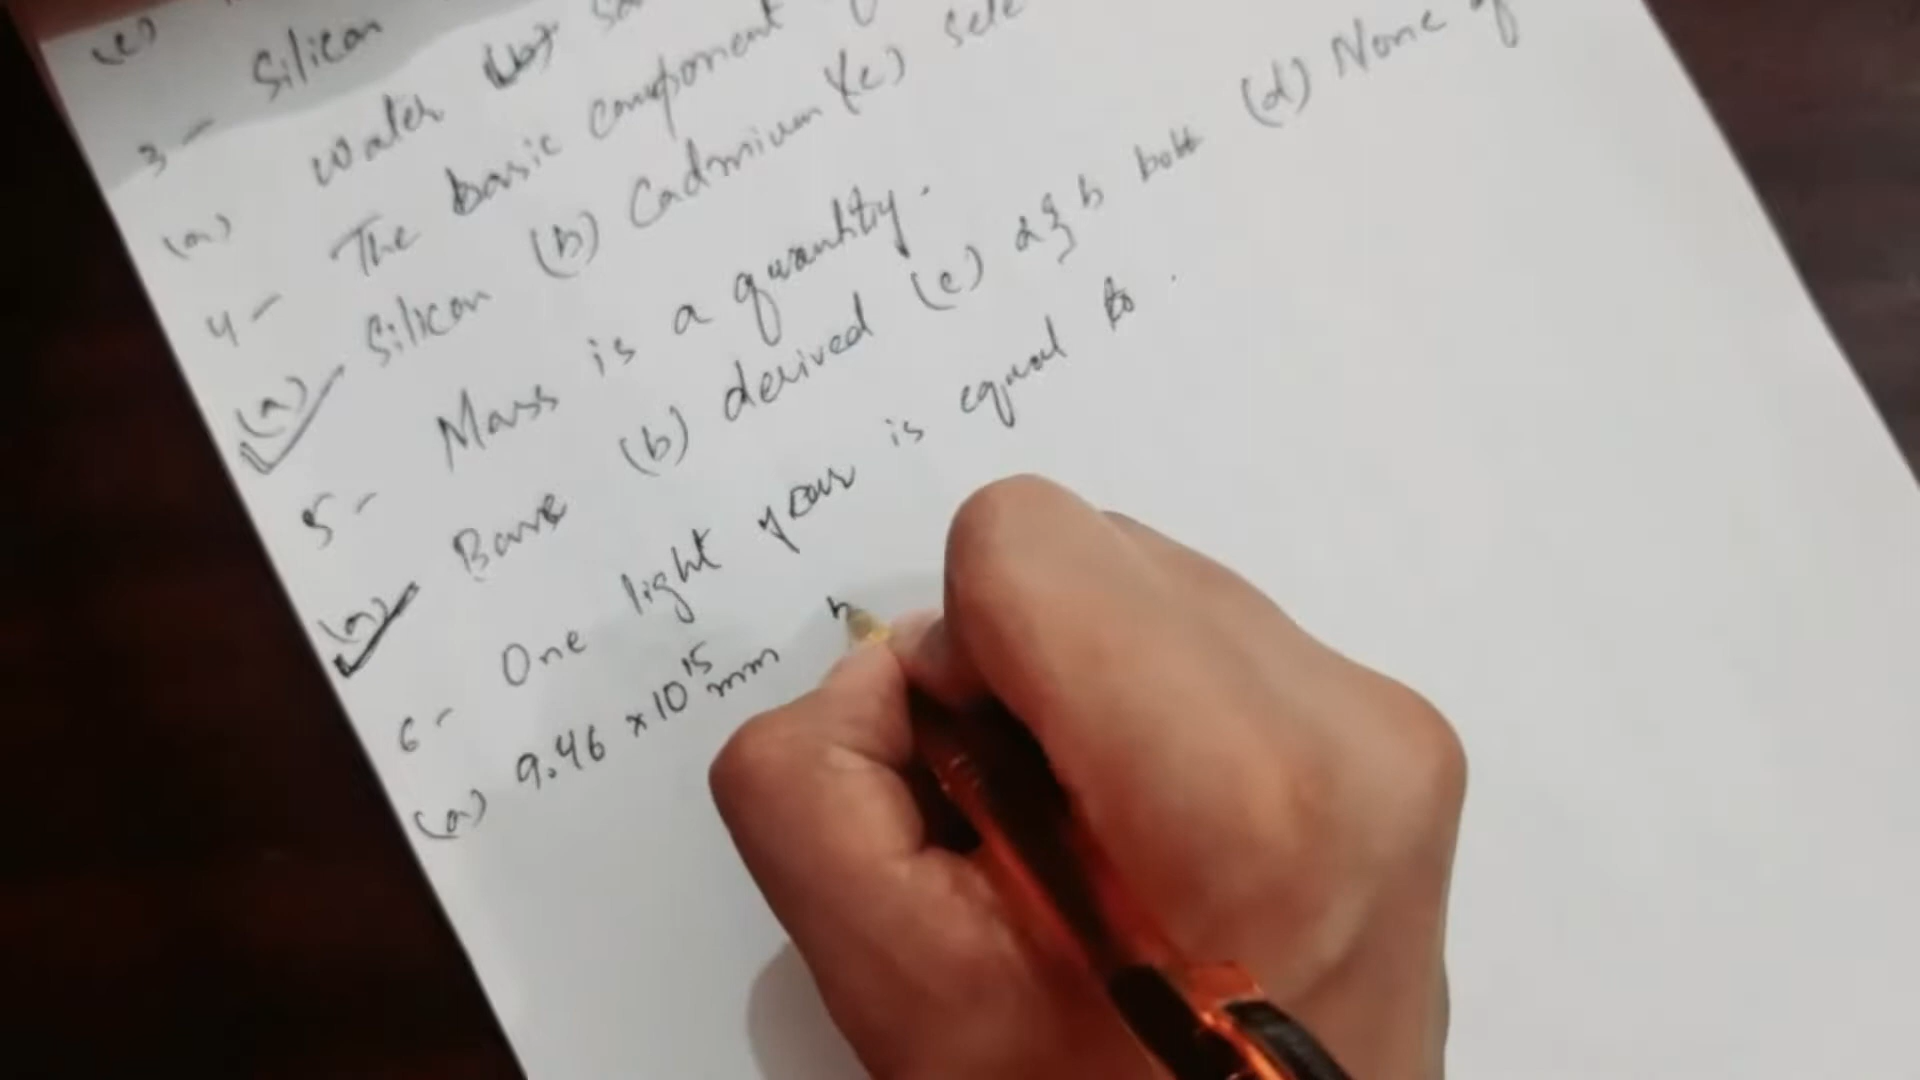 (c)
Silicon
3 - Water (b)
(a) The basic component
4 - Silicon (b) Cadmium (c) Sele
(a) Mass is a quantity.
5 - Base (b) derived (c) a & b both (d) None of
(a) One light year is equal to.
6 - 9.46 x 10^15 mm
(a)